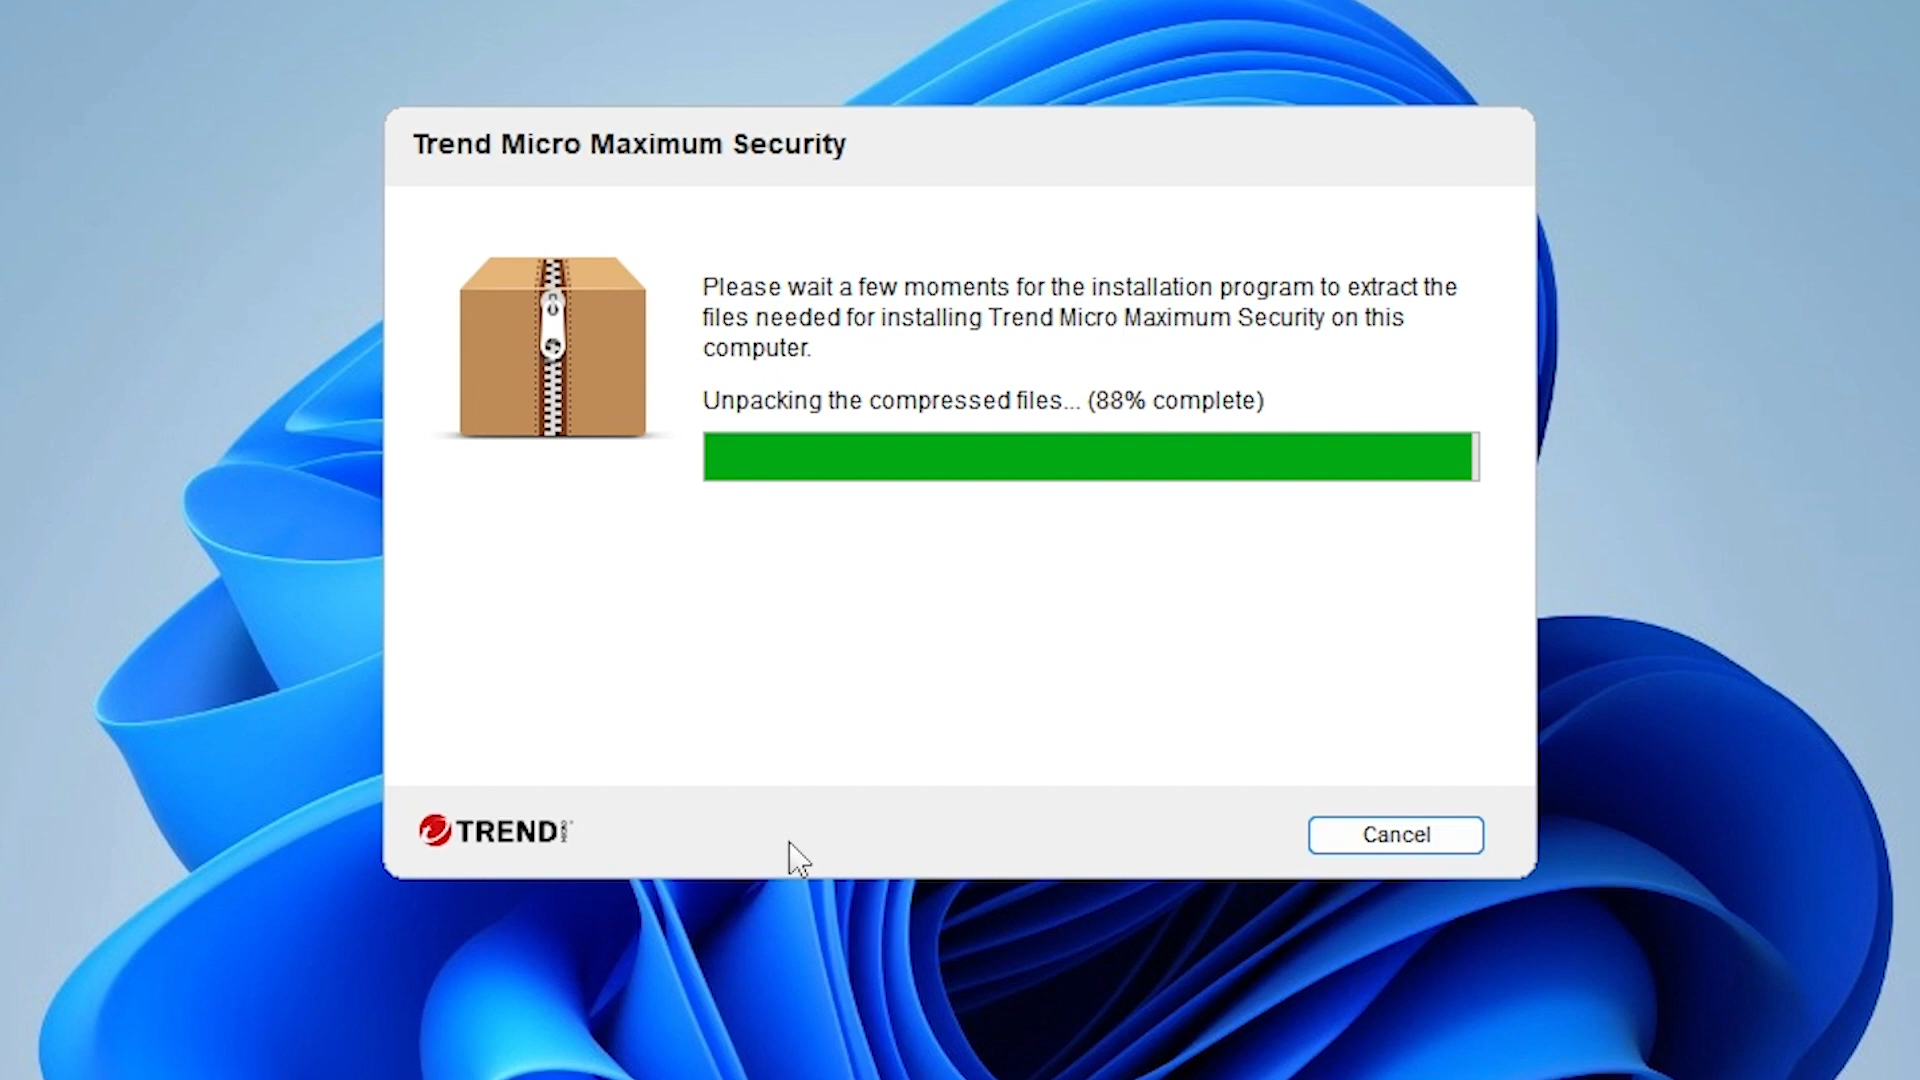 Trend Micro Maximum Security
Please wait a few moments for the installation program to extract the
files needed for installing Trend Micro Maximum Security on this
computer.
Unpacking the compressed files... (88% complete)
TREND
Cancel